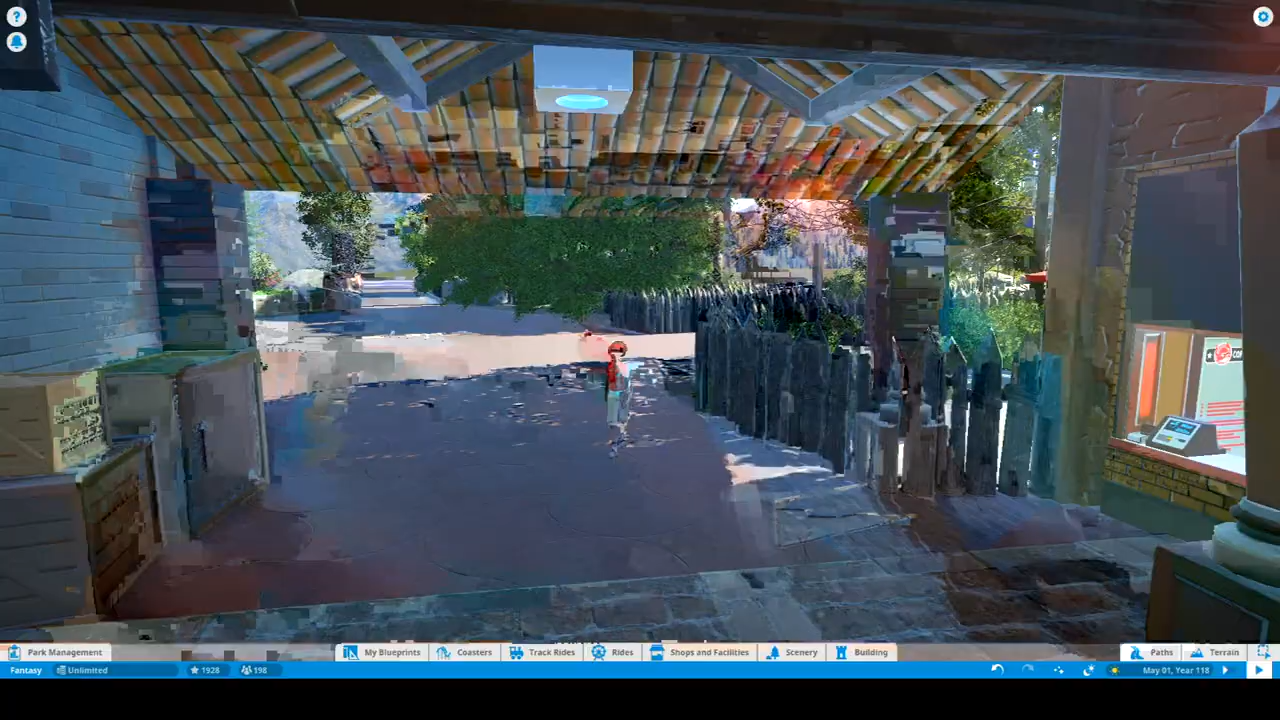 ?
Park Management
My Blueprints
Coasters
Track Rides
Rides
Shops and Facilities
Scenery
Building
Paths
Terrain
Fantasy
Unlimited
1928
198
May 01, Year 118